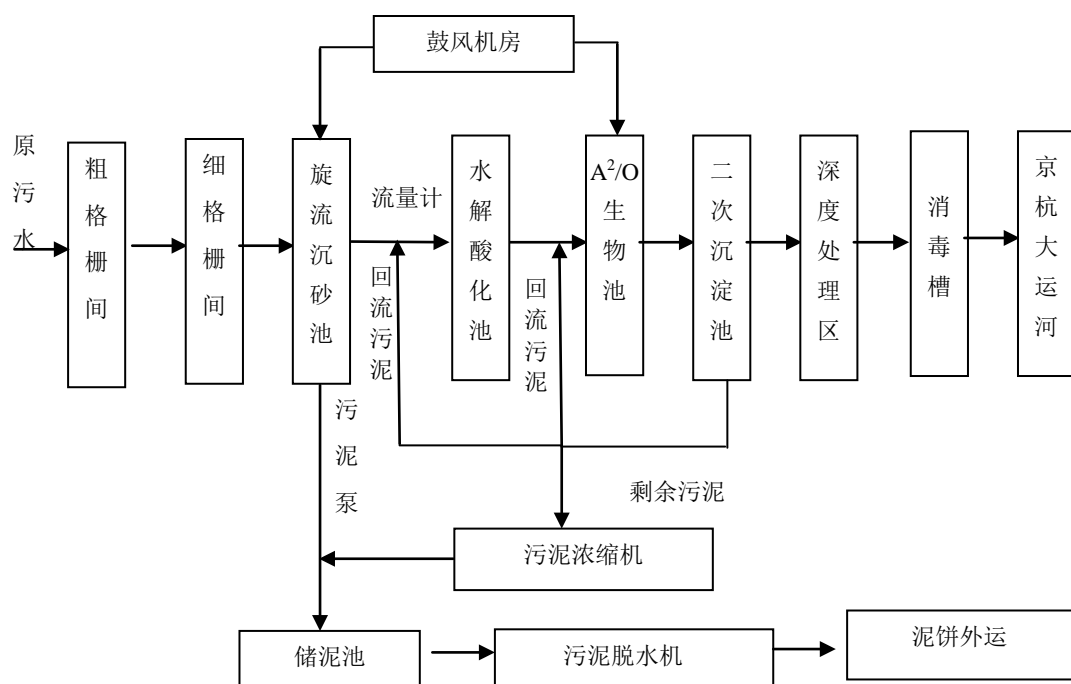 鼓风机房
原污水
粗格栅间
细格栅间
旋流沉砂池
流量计
水解酸化池
A²/O
生物池
二次沉淀池
深度处理区
消毒槽
京杭大运河
回流污泥
回流污泥
污泥泵
剩余污泥
污泥浓缩机
储泥池
污泥脱水机
泥饼外运